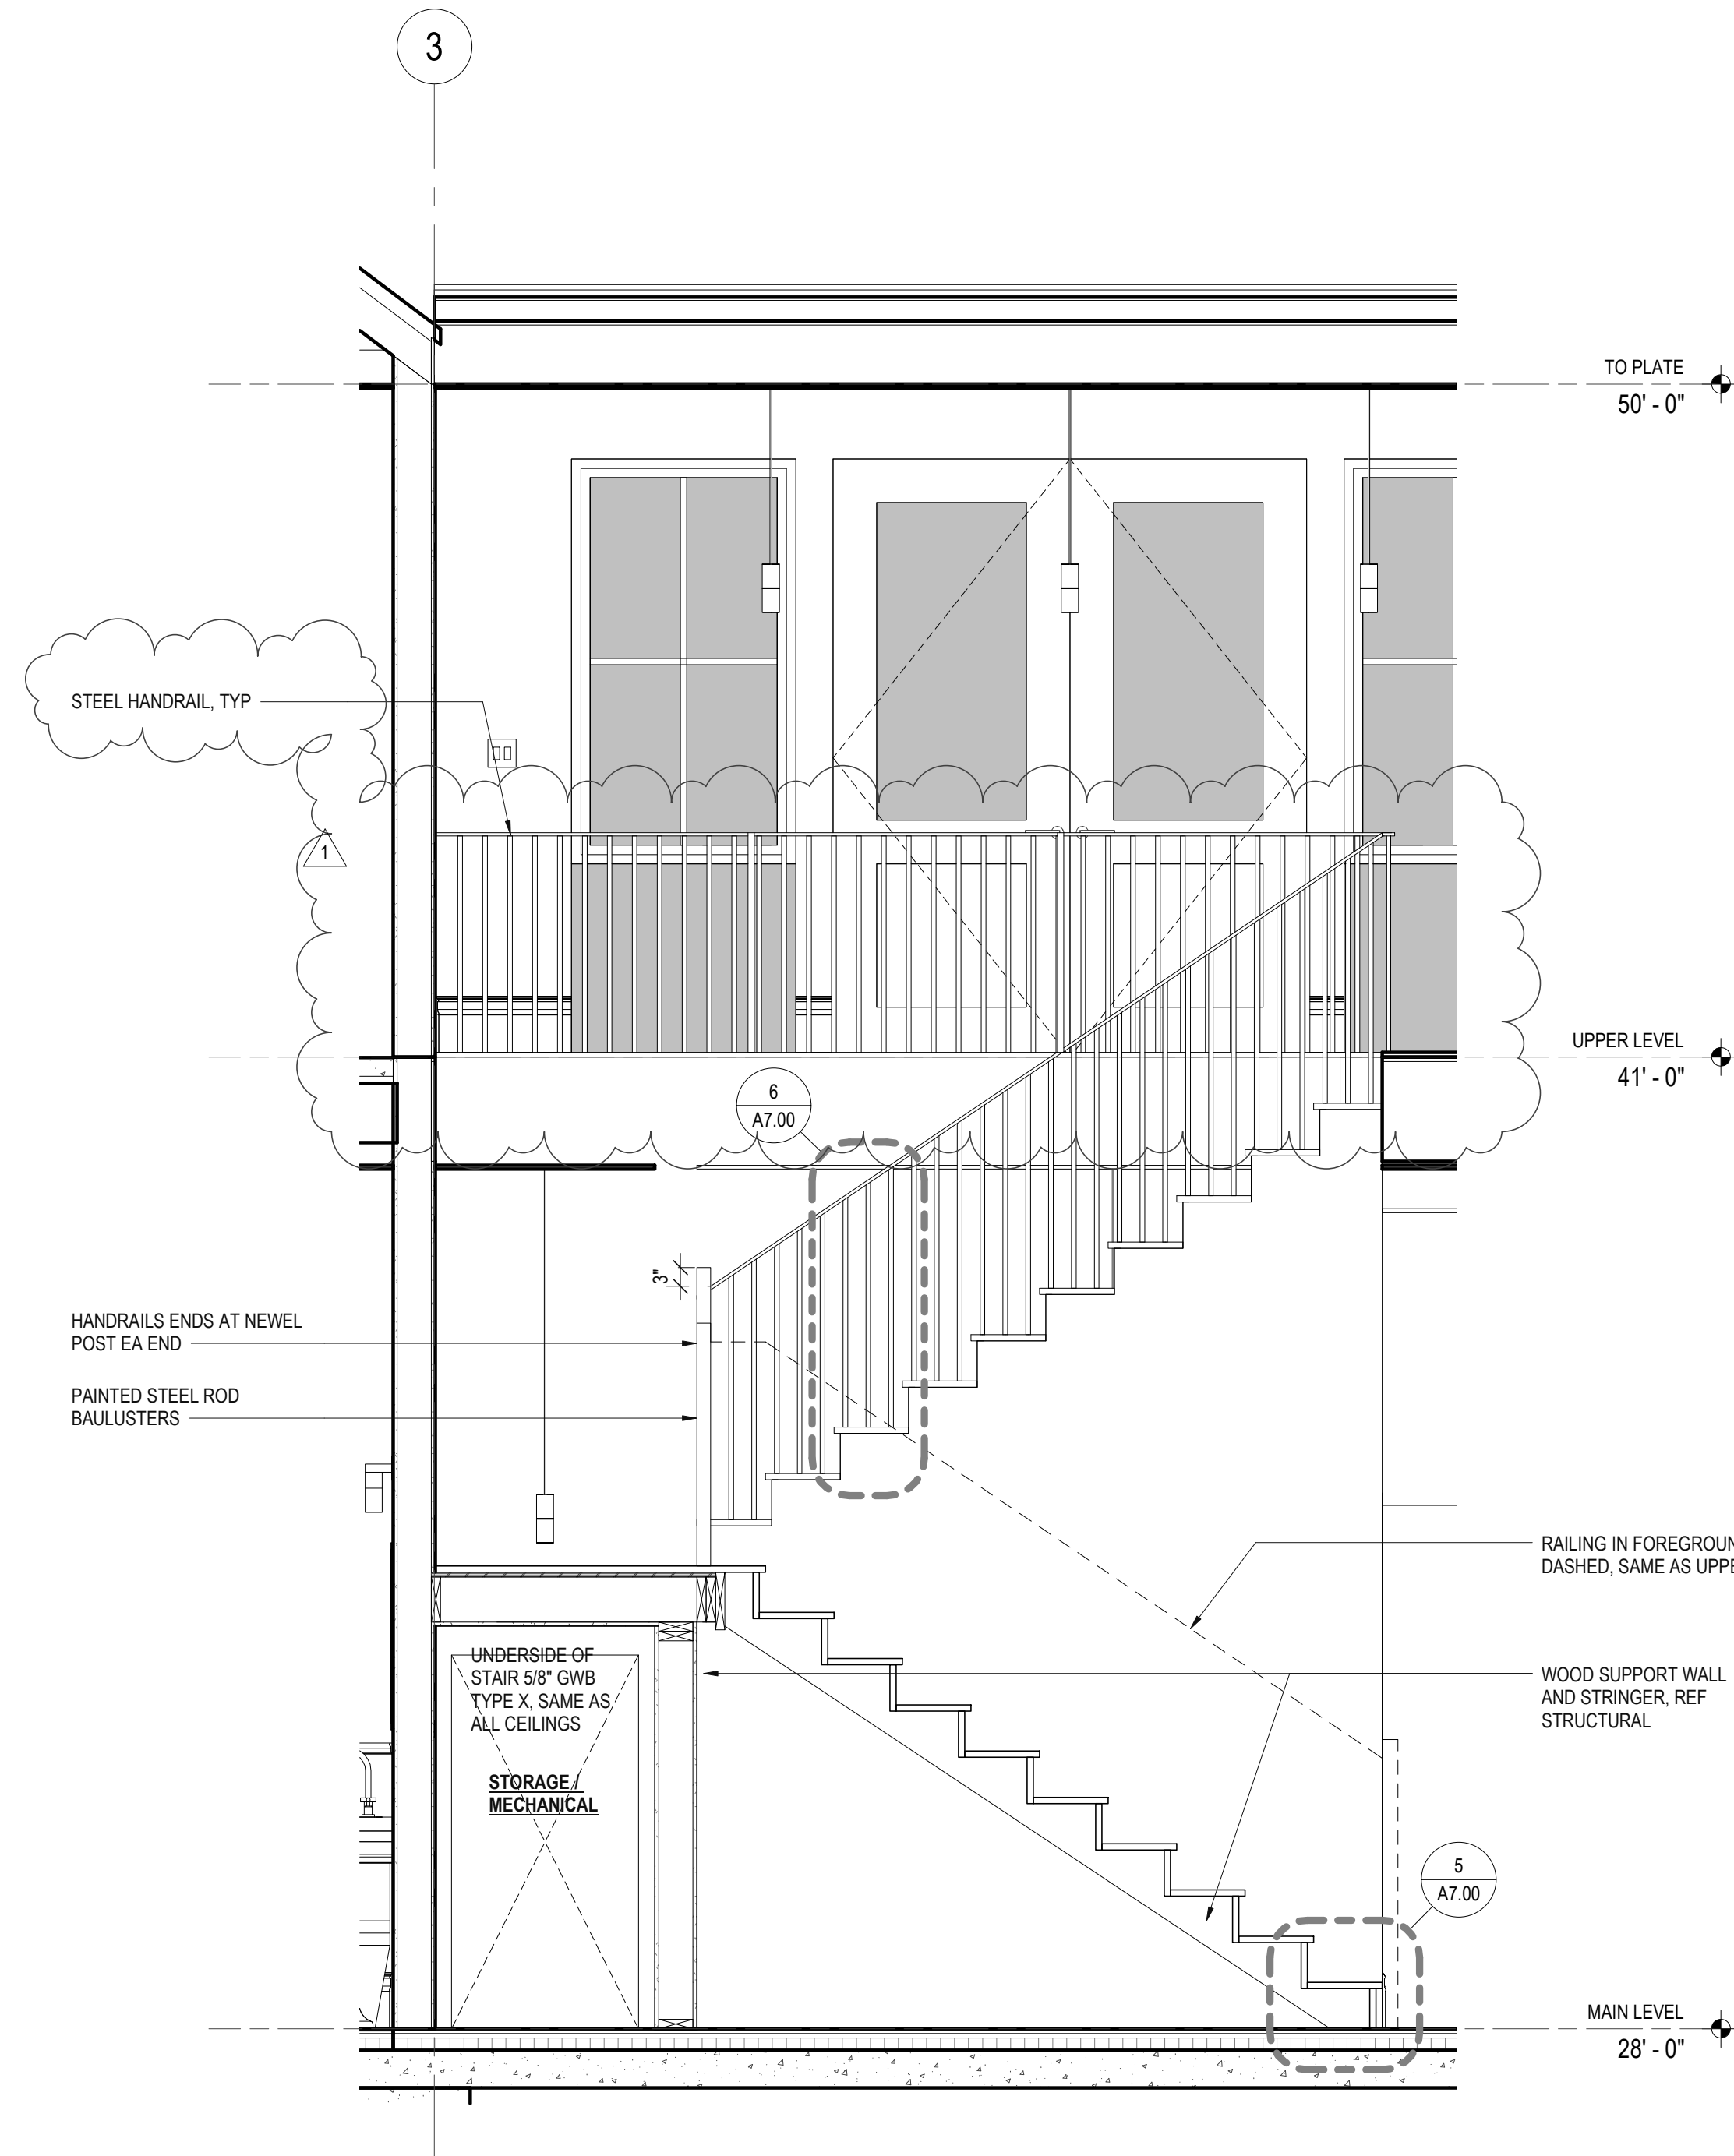 3
TO PLATE
50' - 0"
STEEL HANDRAIL, TYP
1
UPPER LEVEL
41' - 0"
6
A7.00
3"
HANDRAILS ENDS AT NEWEL
POST EA END
PAINTED STEEL ROD
BAULUSTERS
RAILING IN FOREGROUN
DASHED, SAME AS UPPE
UNDERSIDE OF
STAIR 5/8" GWB
TYPE X, SAME AS
ALL CEILINGS
WOOD SUPPORT WALL
AND STRINGER, REF
STRUCTURAL
STORAGE /
MECHANICAL
5
A7.00
MAIN LEVEL
28' - 0"